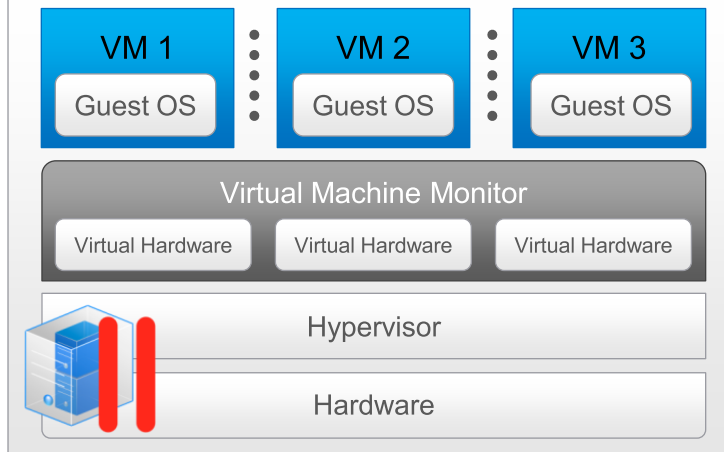 VM 1
VM 2
VM 3
Guest OS
Guest OS
Guest OS
Virtual Machine Monitor
Virtual Hardware
Virtual Hardware
Virtual Hardware
Hypervisor
Hardware